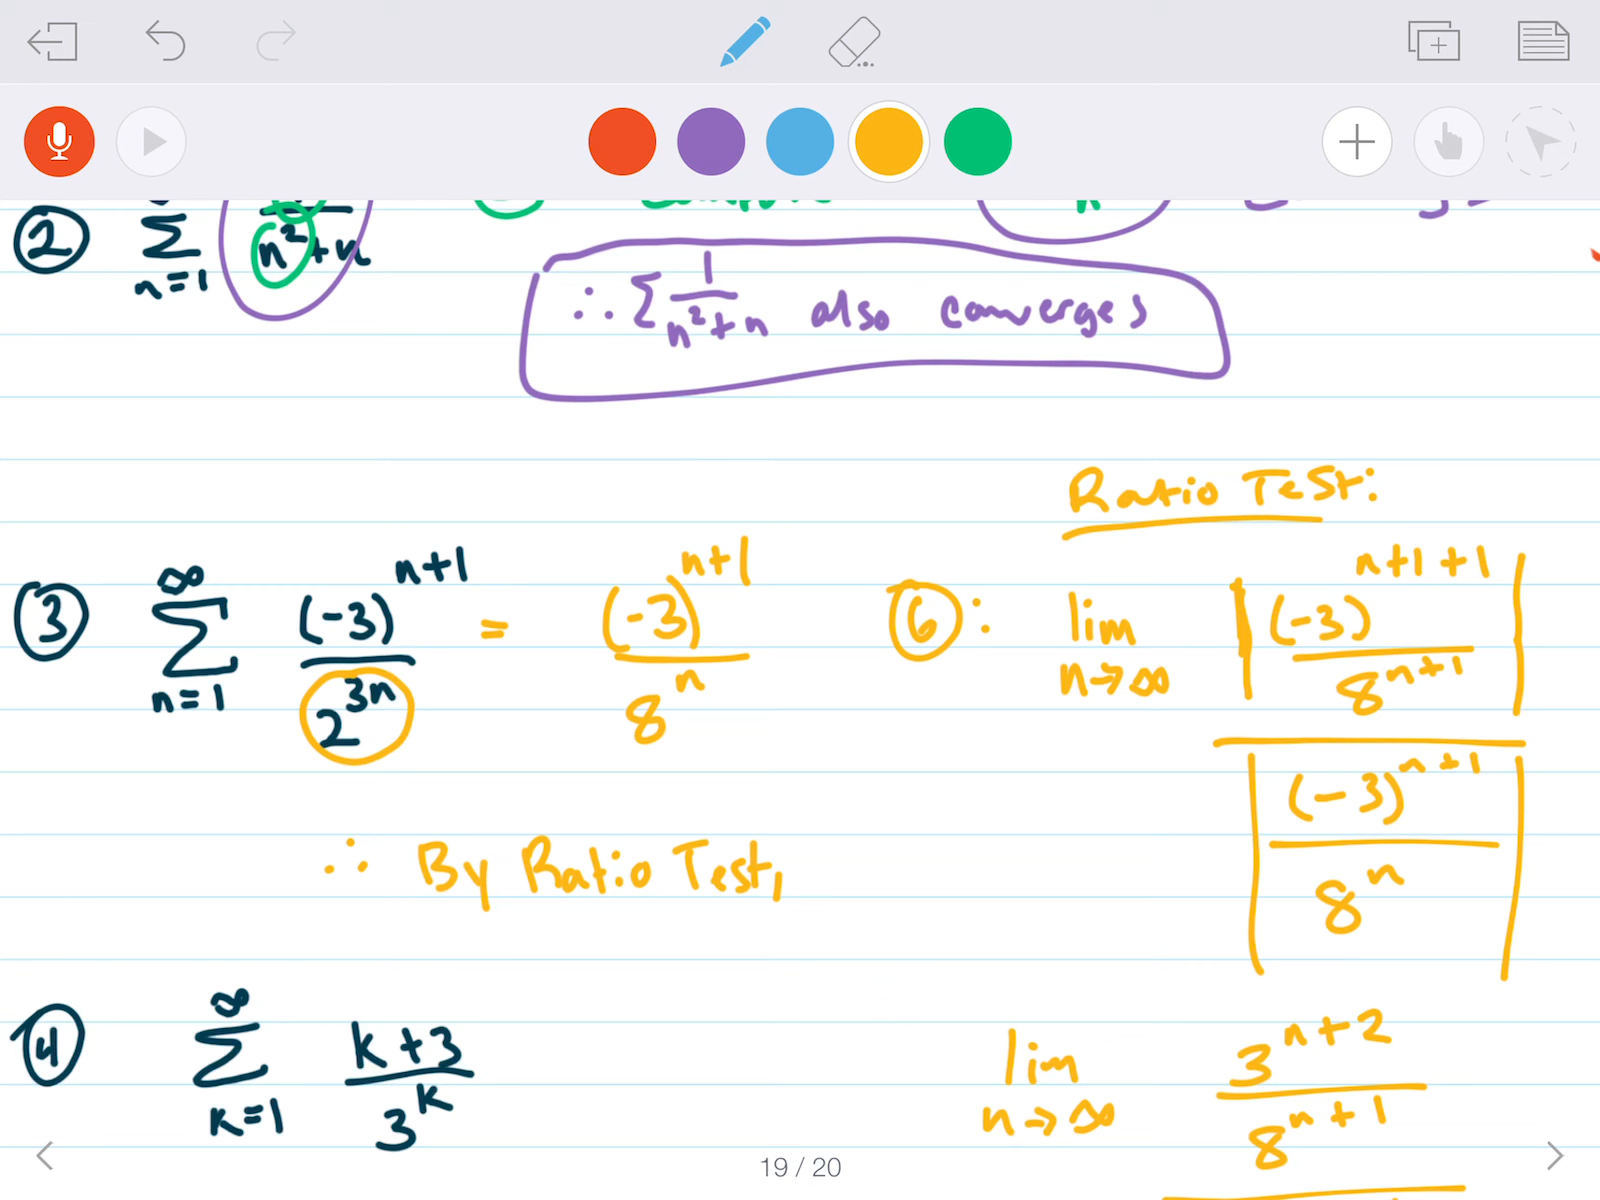 ② ∑ n=1 n²+n
∴ ∑ 1/(n²+n) also converges
Ratio Test:
③ ∞ ∑ n=1 (-3)^(n+1) / 2^(3n) = (-3)^(n+1) / 8^n
⑥: lim n→∞ |(-3)^(n+1+1) / 8^(n+1)| / |(-3)^(n+1) / 8^n|
∴ By Ratio Test,
④ ∞ ∑ k=1 (k+3) / 3^k
lim n→∞ 3^(n+2) / 8^(n+1)
19 / 20